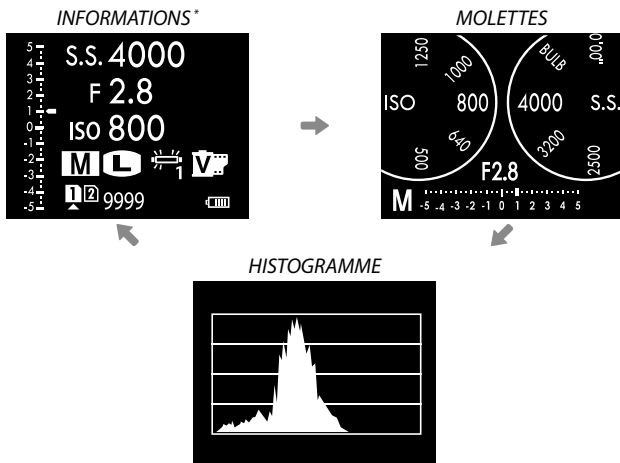 INFORMATIONS*
5
4
3
2
1
0
-1
-2
-3
-4
-5
S.S. 4000
F 2.8
ISO 800
M L 1 V
1 2 9999
MOLETTES
1250 1000 BULB 0'00"
ISO 800 4000 S.S.
500 640 3200 2500
F2.8
M -5 -4 -3 -2 -1 0 1 2 3 4 5
HISTOGRAMME